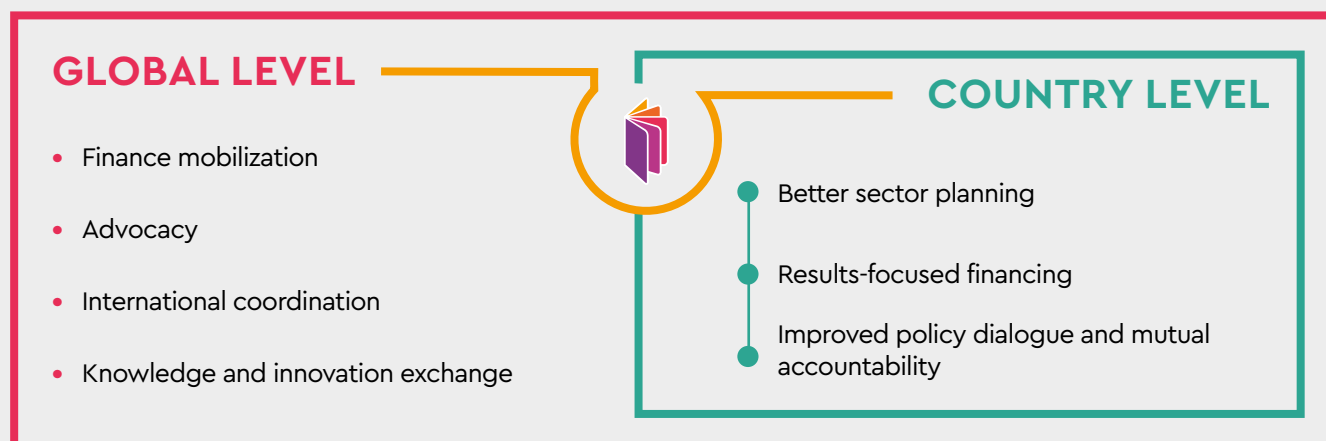 GLOBAL LEVEL
• Finance mobilization
• Advocacy
• International coordination
• Knowledge and innovation exchange
COUNTRY LEVEL
Better sector planning
Results-focused financing
Improved policy dialogue and mutual
accountability